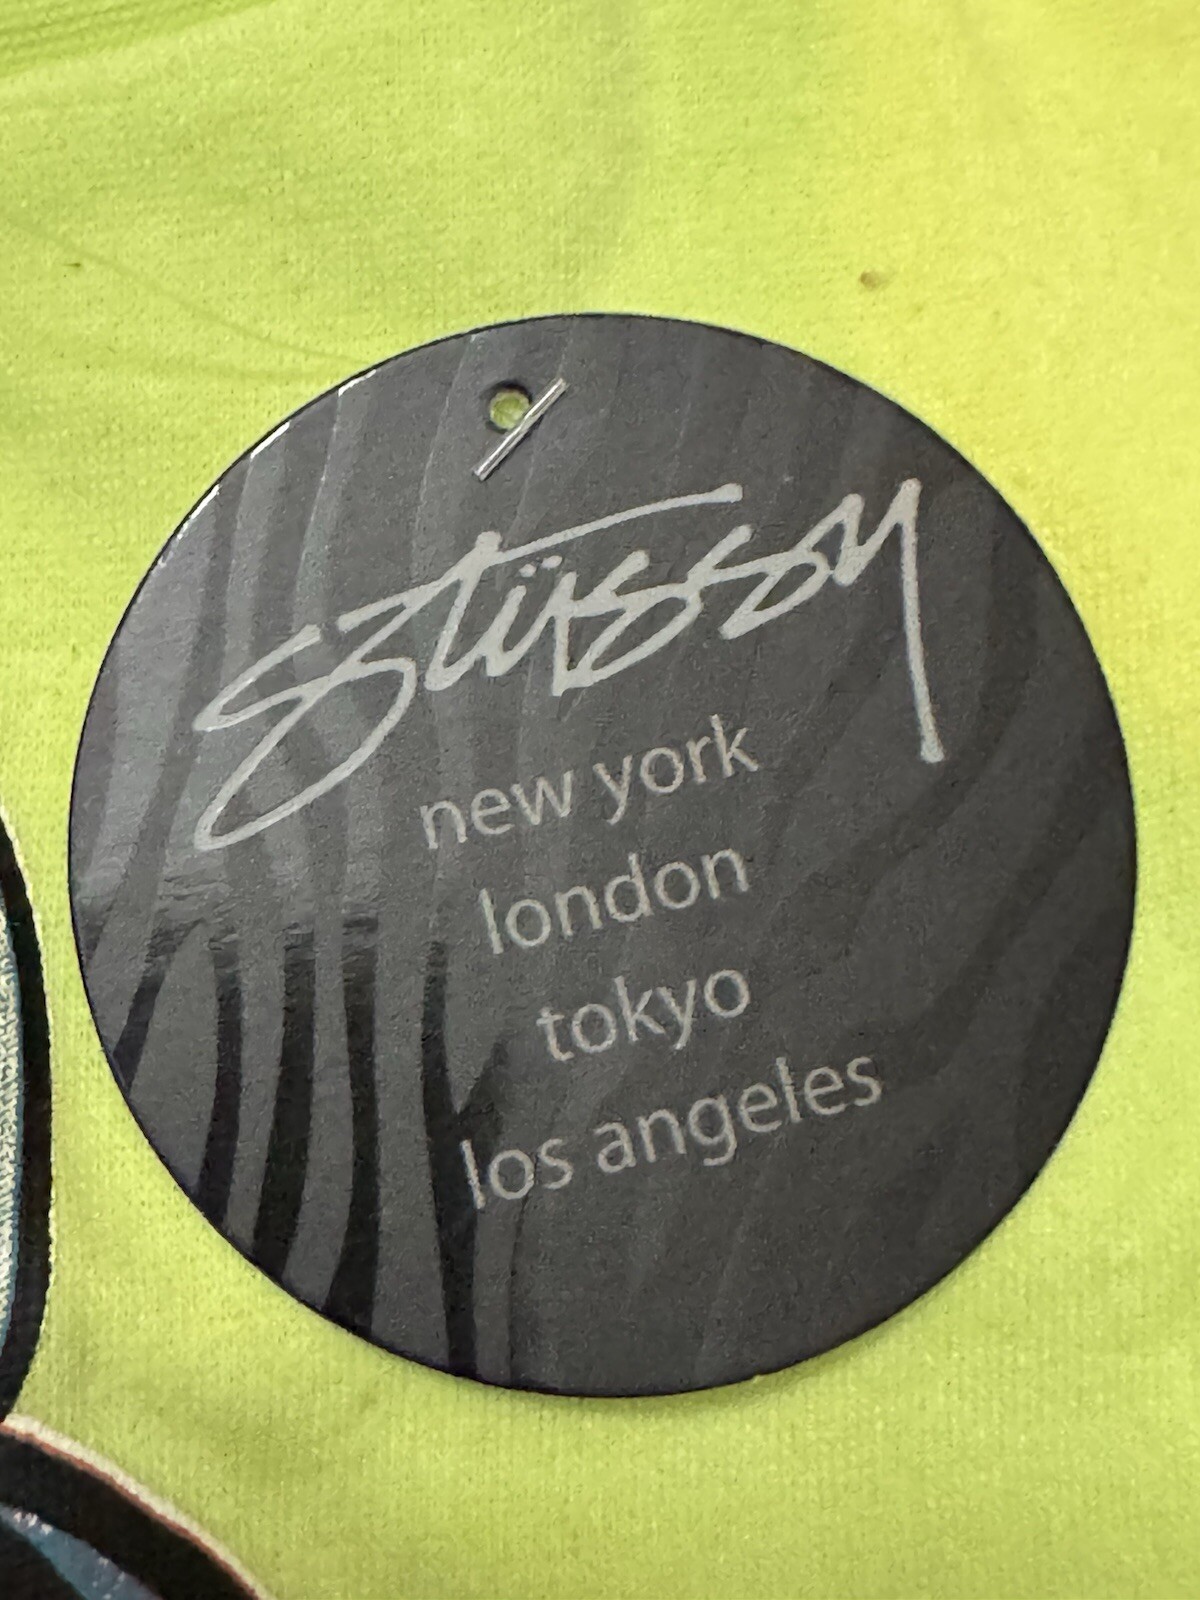 stüssy
new york
london
tokyo
los angeles